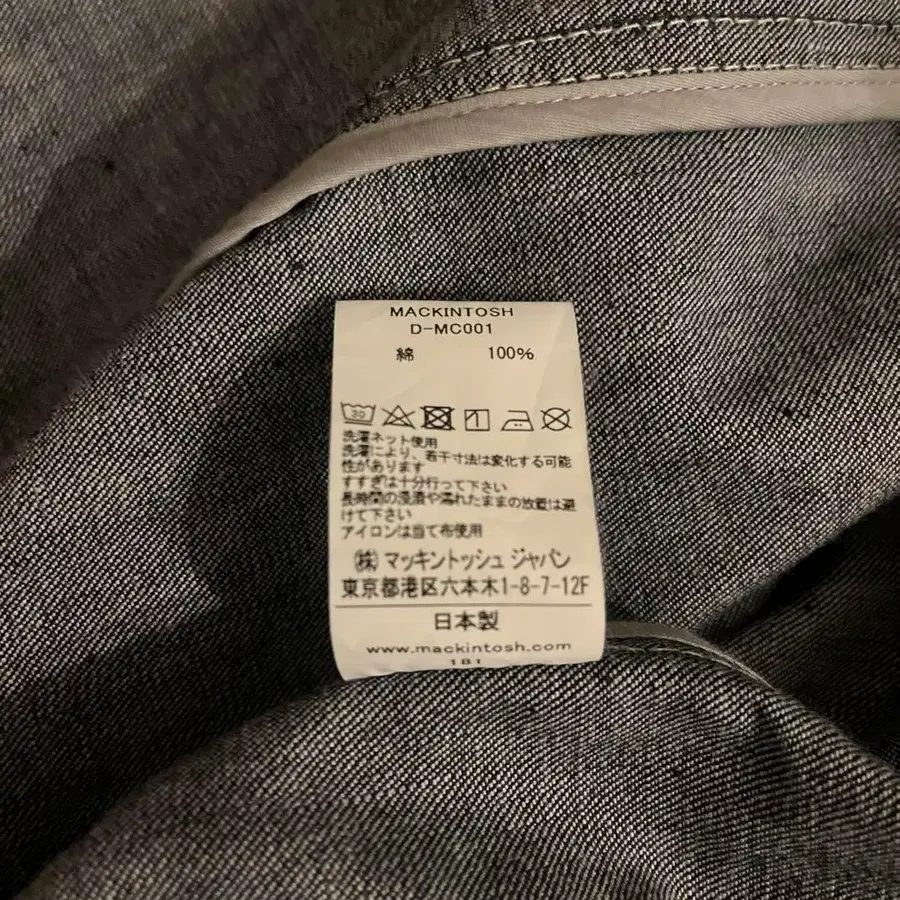 MACKINTOSH
D-MC001
綿 100%
30
洗濯ネット使用
洗濯により、若干寸法は変化する可能
性があります
すすぎは十分行って下さい
長時間の浸漬や濡れたままの放置は避
けて下さい
アイロンは当て布使用
㈱マッキントッシュ ジャパン
東京都港区六本木1-8-7-12F
日本製
www.mackintosh.com
181